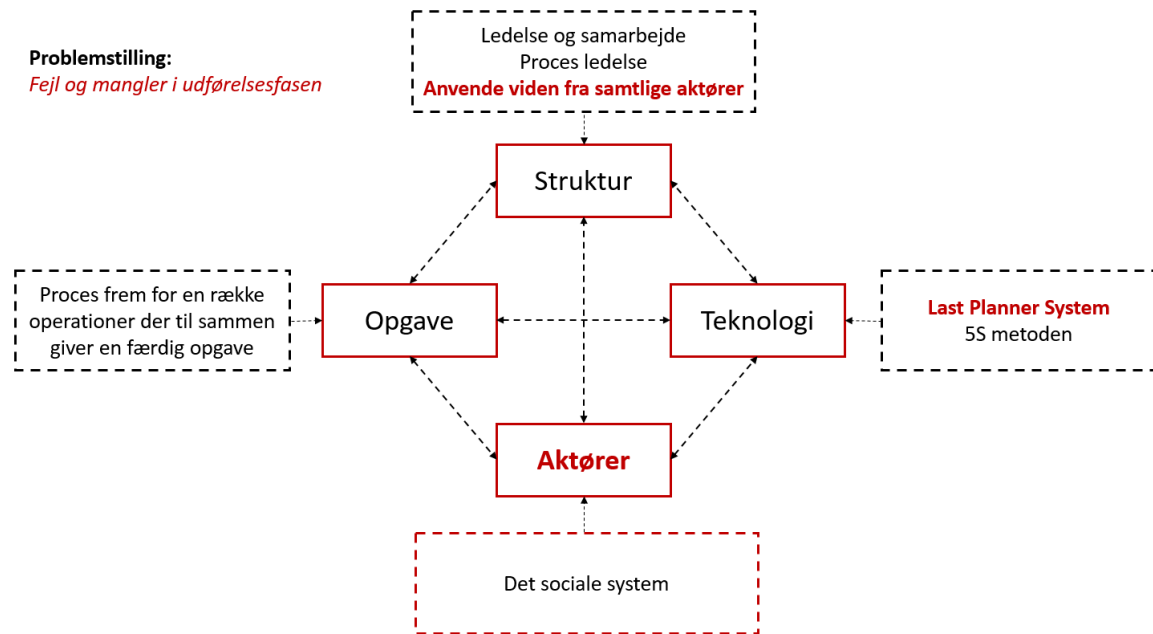 Problemstilling:
Fejl og mangler i udførelsesfasen
Ledelse og samarbejde
Proces ledelse
Anvende viden fra samtlige aktører
Struktur
Proces frem for en række
operationer der til sammen
giver en færdig opgave
Opgave
Teknologi
Last Planner System
5S metoden
Aktører
Det sociale system